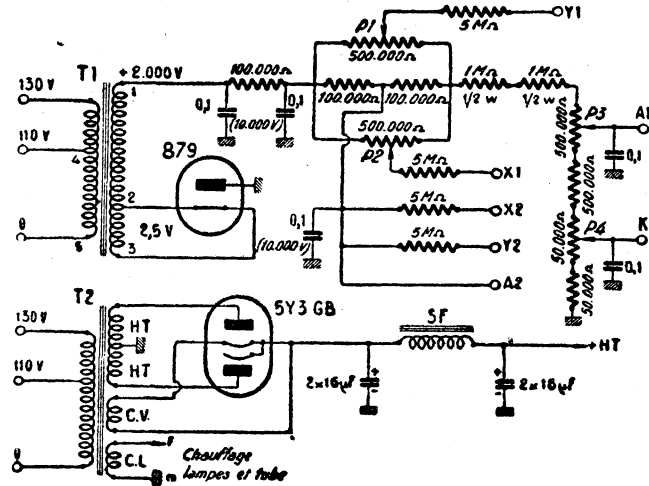 P1
5 MΩ
Y1
T1
+ 2.000 V
1
100.000Ω
500.000Ω
1 MΩ
1 MΩ
130 V
0,1
0,1
100.000Ω
100.000Ω
1/2 w
1/2 w
P3
A1
(10.000V)
500.000Ω
500.000Ω
110 V
4
879
P2
0,1
5 MΩ
X1
500.000Ω
2
0,1
5 MΩ
X2
P4
K
0
5
2,5 V
3
(10.000V)
5 MΩ
Y2
50.000Ω
0,1
A2
50.000Ω
T2
5Y3 GB
SF
130 V
HT
+HT
110 V
HT
2×16µf
2×16µf
C.V.
F
C.L
Chauffage
lampes et tube
m